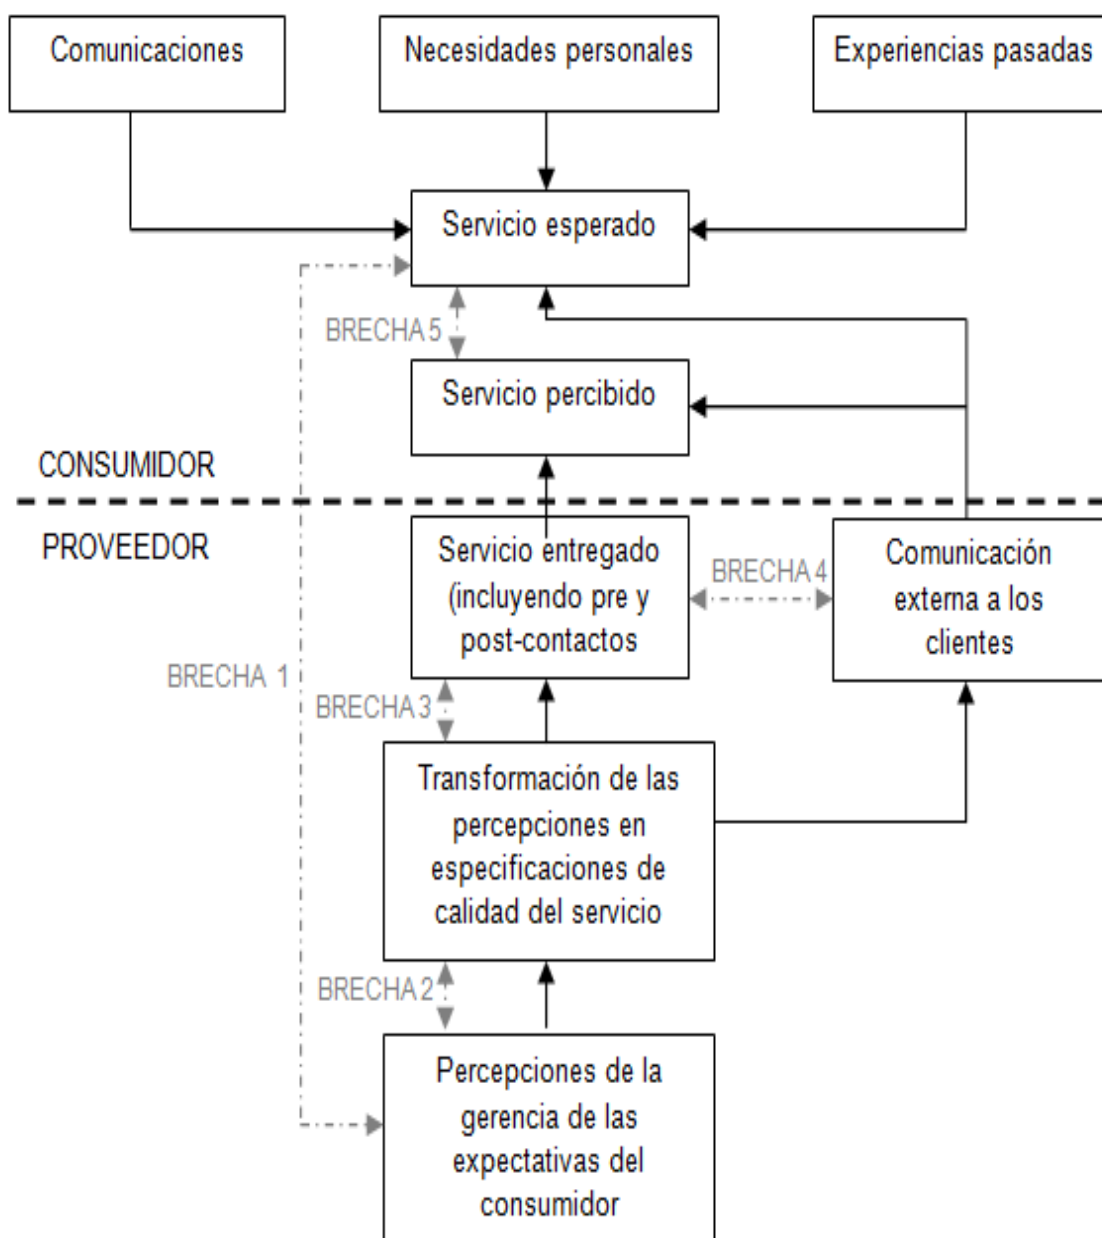 Comunicaciones
Necesidades personales
Experiencias pasadas
Servicio esperado
BRECHA 5
Servicio percibido
CONSUMIDOR
PROVEEDOR
Servicio entregado
(incluyendo pre y
post-contactos
BRECHA 4
Comunicación
externa a los
clientes
BRECHA 1
BRECHA 3
Transformación de las
percepciones en
especificaciones de
calidad del servicio
BRECHA 2
Percepciones de la
gerencia de las
expectativas del
consumidor